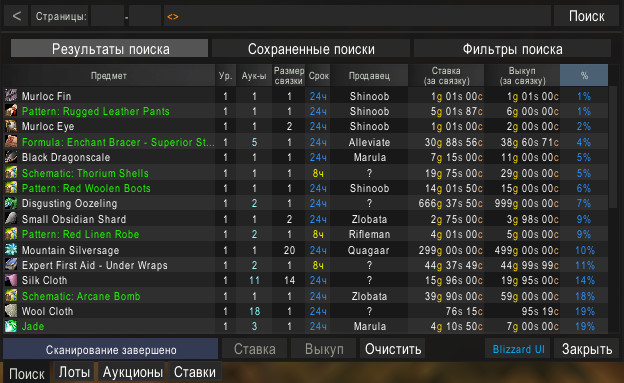 < Страницы: - <> Поиск
Результаты поиска Сохраненные поиски Фильтры поиска
Предмет Ур. Аук-ы Размер связки Срок Продавец Ставка (за связку) Выкуп (за связку) %
Murloc Fin 1 1 1 24ч Shinoob 1g 01s 00c 1g 01s 00c 1%
Pattern: Rugged Leather Pants 1 1 1 24ч Shinoob 5g 01s 87c 6g 00s 00c 1%
Murloc Eye 1 1 2 24ч Shinoob 1g 01s 00c 2g 00s 00c 2%
Formula: Enchant Bracer - Superior St... 1 5 1 24ч Alleviate 30g 88s 56c 38g 60s 71c 4%
Black Dragonscale 1 1 1 24ч Marula 7g 15s 00c 11g 00s 00c 5%
Schematic: Thorium Shells 1 1 1 8ч ? 19g 75s 00c 29g 00s 00c 5%
Pattern: Red Woolen Boots 1 1 1 24ч Shinoob 14g 01s 50c 15g 00s 00c 6%
Disgusting Oozeling 1 2 1 24ч ? 666g 37s 50c 999g 00s 00c 7%
Small Obsidian Shard 1 1 2 24ч Zlobata 2g 75s 00c 3g 98s 00c 9%
Pattern: Red Linen Robe 1 2 1 8ч Rifleman 4g 01s 00c 5g 00s 00c 9%
Mountain Silversage 1 1 20 24ч Quagaar 299g 00s 00c 499g 00s 00c 10%
Expert First Aid - Under Wraps 1 2 1 8ч ? 44g 37s 49c 44g 99s 99c 11%
Silk Cloth 1 11 14 24ч ? 15g 96s 00c 19g 95s 00c 14%
Schematic: Arcane Bomb 1 1 1 24ч Zlobata 39g 90s 00c 59g 00s 00c 18%
Wool Cloth 1 18 1 24ч ? 76s 15c 95s 19c 19%
Jade 1 3 1 24ч Marula 4g 10s 50c 7g 00s 00c 19%
Сканирование завершено Ставка Выкуп Очистить Blizzard UI Закрыть
Поиск Лоты Аукционы Ставки